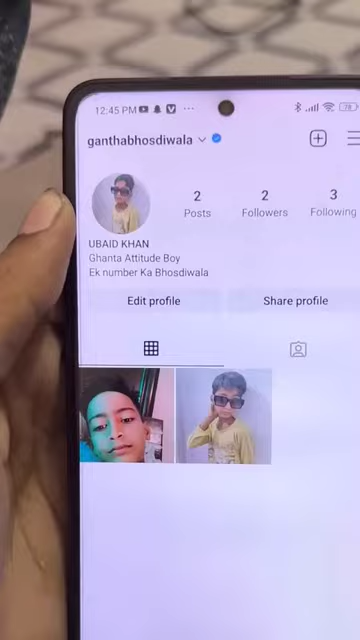 12:45 PM
78
ganthabhosdiwala
2 2 3
Posts Followers Following
UBAID KHAN
Ghanta Attitude Boy
Ek number Ka Bhosdiwala
Edit profile Share profile